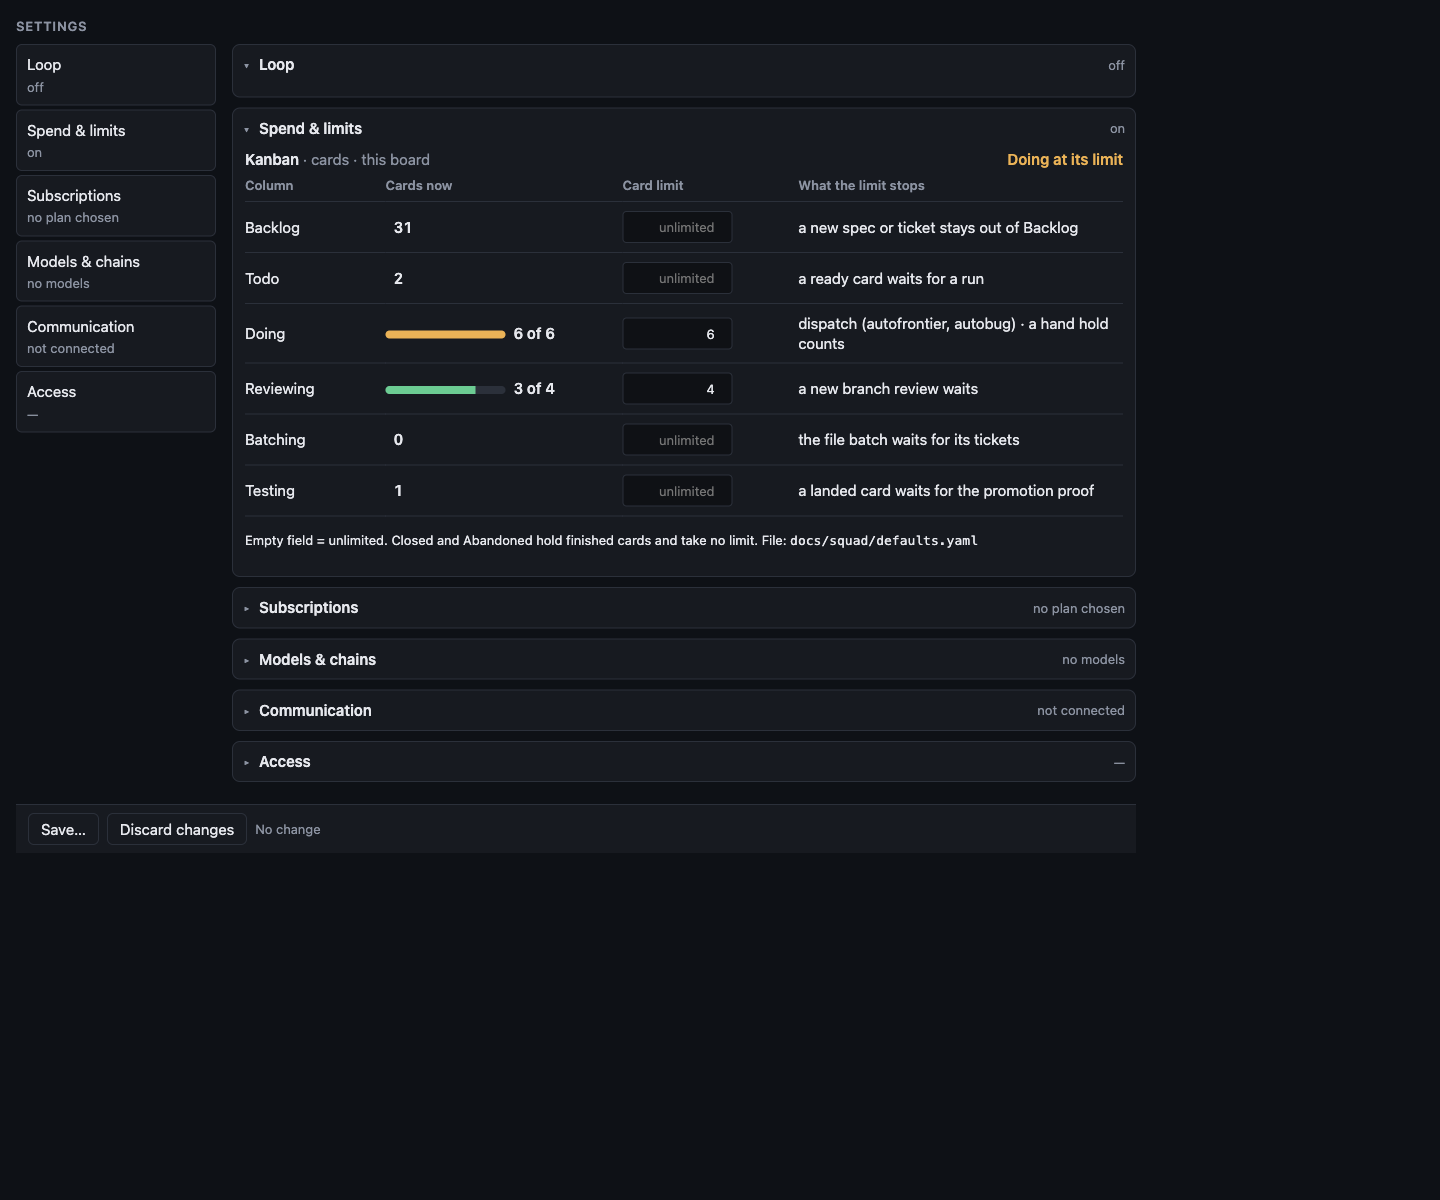 SETTINGS
Loop
off
Spend & limits
on
Subscriptions
no plan chosen
Models & chains
no models
Communication
not connected
Access
—
Loop off
Spend & limits on
Kanban · cards · this board Doing at its limit
Column Cards now Card limit What the limit stops
Backlog 31 unlimited a new spec or ticket stays out of Backlog
Todo 2 unlimited a ready card waits for a run
Doing 6 of 6 6 dispatch (autofrontier, autobug) · a hand hold
counts
Reviewing 3 of 4 4 a new branch review waits
Batching 0 unlimited the file batch waits for its tickets
Testing 1 unlimited a landed card waits for the promotion proof
Empty field = unlimited. Closed and Abandoned hold finished cards and take no limit. File: docs/squad/defaults.yaml
Subscriptions no plan chosen
Models & chains no models
Communication not connected
Access —
Save... Discard changes No change